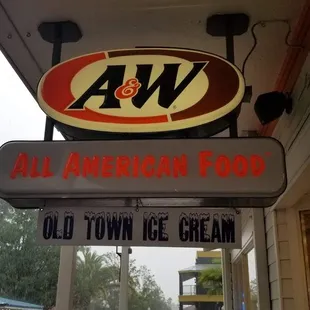 A&W
ALL AMERICAN FOOD
OLD TOWN ICE CREAM